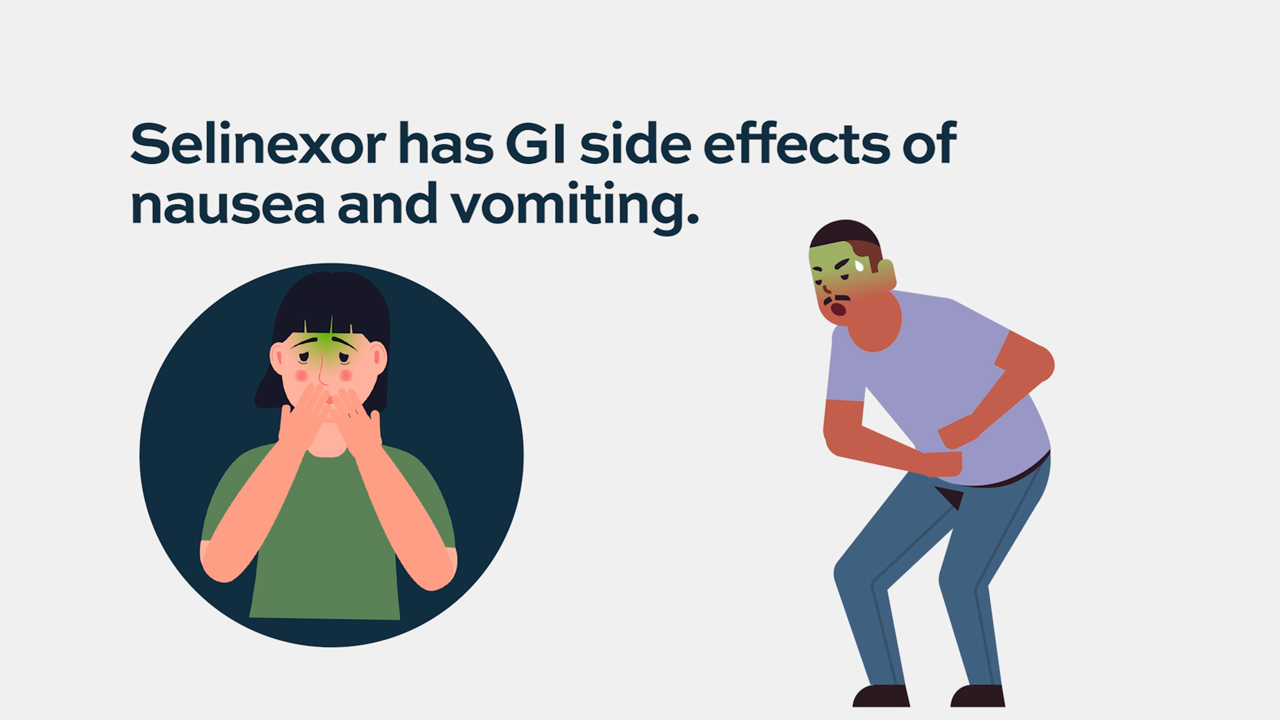 Selinexor has GI side effects of
nausea and vomiting.